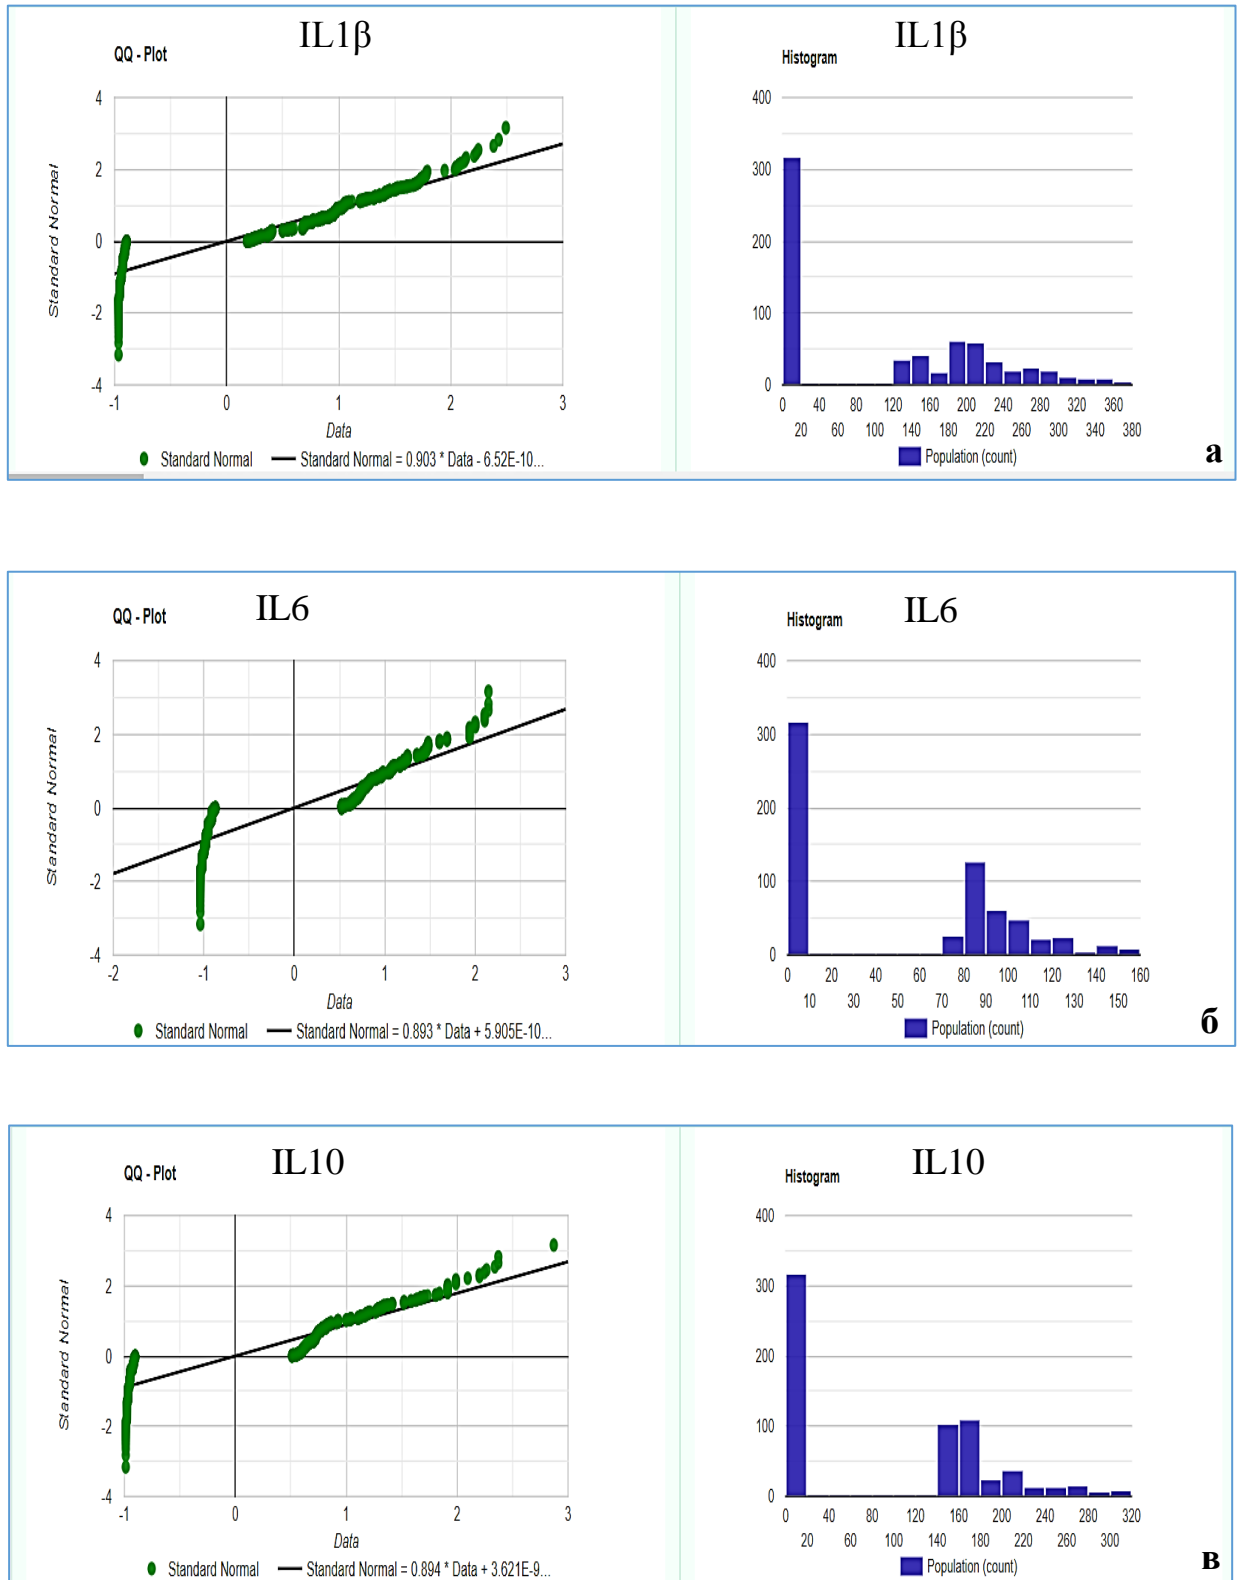 IL1β
QQ - Plot
4
2
0
-2
-4
Standard Normal
-1 0 1 2 3
Data
Standard Normal Standard Normal = 0.903 * Data - 6.52E-10...
IL1β
Histogram
400
300
200
100
0
0 40 80 120 160 200 240 280 320 360
20 60 100 140 180 220 260 300 340 380
Population (count)
а
IL6
QQ - Plot
4
2
0
-2
-4
Standard Normal
-2 -1 0 1 2 3
Data
Standard Normal Standard Normal = 0.893 * Data + 5.905E-10...
IL6
Histogram
400
300
200
100
0
0 20 40 60 80 100 120 140 160
10 30 50 70 90 110 130 150
Population (count)
б
IL10
QQ - Plot
4
2
0
-2
-4
Standard Normal
-1 0 1 2 3
Data
Standard Normal Standard Normal = 0.894 * Data + 3.621E-9...
IL10
Histogram
400
300
200
100
0
0 40 80 120 160 200 240 280 320
20 60 100 140 180 220 260 300
Population (count)
в